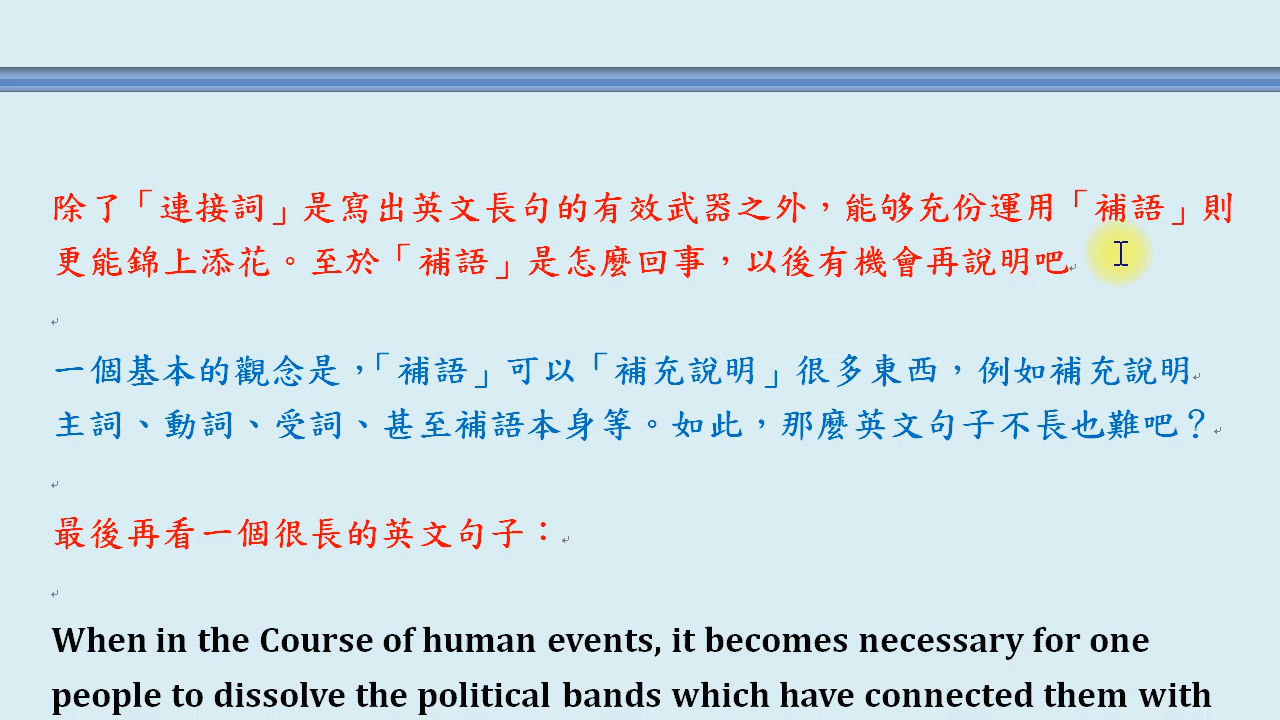 除了「連接詞」是寫出英文長句的有效武器之外，能夠充份運用「補語」則
更能錦上添花。至於「補語」是怎麼回事，以後有機會再說明吧
一個基本的觀念是，「補語」可以「補充說明」很多東西，例如補充說明
主詞、動詞、受詞、甚至補語本身等。如此，那麼英文句子不長也難吧？
最後再看一個很長的英文句子：
When in the Course of human events, it becomes necessary for one
people to dissolve the political bands which have connected them with